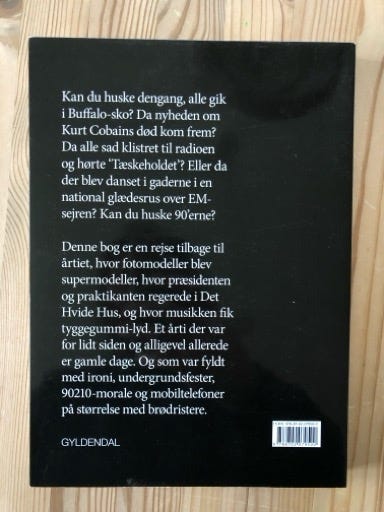 Kan du huske dengang, alle gik
i Buffalo-sko? Da nyheden om
Kurt Cobains død kom frem?
Da alle sad klistret til radioen
og hørte ‘Tæskeholdet’? Eller da
der blev danset i gaderne i en
national glædesrus over EM-
sejren? Kan du huske 90'erne?
Denne bog er en rejse tilbage til
årtiet, hvor fotomodeller blev
supermodeller, hvor præsidenten
og praktikanten regerede i Det
Hvide Hus, og hvor musikken fik
tyggegummi-lyd. Et årti der var
for lidt siden og alligevel allerede
er gamle dage. Og som var fyldt
med ironi, undergrundsfester,
90210-morale og mobiltelefoner
på størrelse med brødristere.
GYLDENDAL